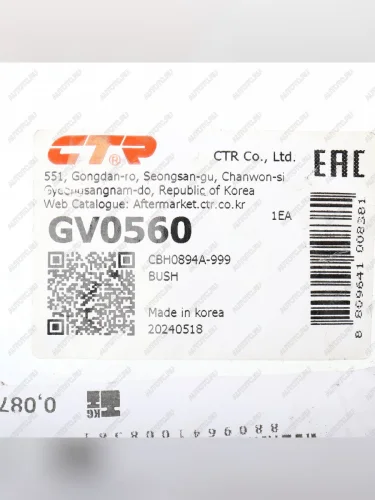 CTR
®
CTR Co., Ltd.
EAC
551, Gongdan-ro, Seongsan-gu, Chanwon-si
Gyeongsangnam-do, Republic of Korea
Web Catalogue: Aftermarket.ctr.co.kr
1EA
GV0560
CBH0894A-999
BUSH
Made in korea
20240518
8 809641 008381
KG
0,087
8809641008381